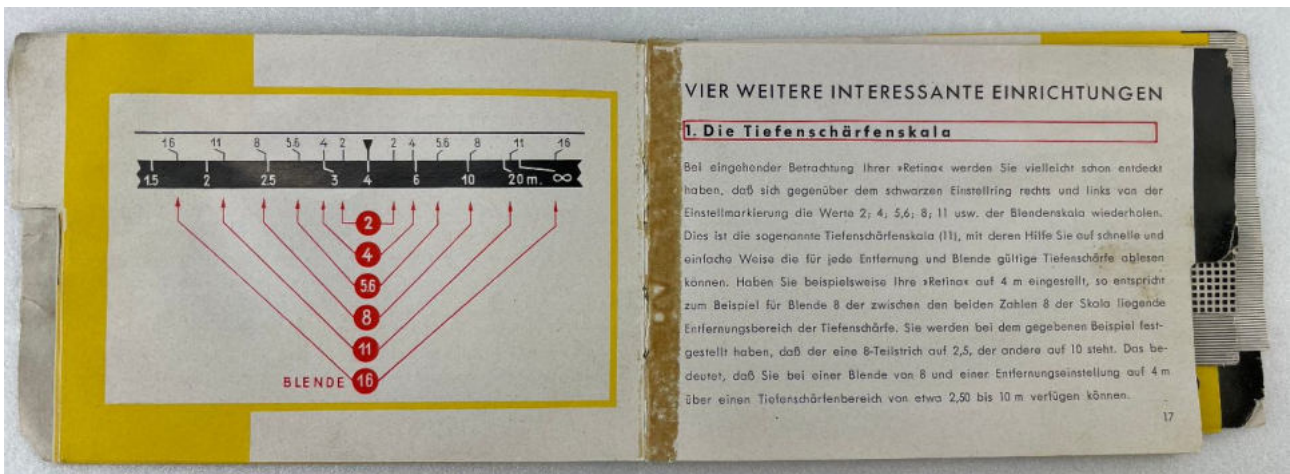 16 11 8 5.6 4 2 2 4 5.6 8 11 16
1.5 2 2.5 3 4 6 10 20 m. ∞
2
4
5.6
8
11
BLENDE 16
VIER WEITERE INTERESSANTE EINRICHTUNGEN
1. Die Tiefenschärfenskala
Bei eingehender Betrachtung Ihrer »Retina« werden Sie vielleicht schon entdeckt
haben, daß sich gegenüber dem schwarzen Einstellring rechts und links von der
Einstellmarkierung die Werte 2; 4; 5,6; 8; 11 usw. der Blendenskala wiederholen.
Dies ist die sogenannte Tiefenschärfenskala (11), mit deren Hilfe Sie auf schnelle und
einfache Weise die für jede Entfernung und Blende gültige Tiefenschärfe ablesen
können. Haben Sie beispielsweise Ihre »Retina« auf 4 m eingestellt, so entspricht
zum Beispiel für Blende 8 der zwischen den beiden Zahlen 8 der Skala liegende
Entfernungsbereich der Tiefenschärfe. Sie werden bei dem gegebenen Beispiel fest-
gestellt haben, daß der eine 8-Teilstrich auf 2,5, der andere auf 10 steht. Das be-
deutet, daß Sie bei einer Blende von 8 und einer Entfernungseinstellung auf 4 m
über einen Tiefenschärfenbereich von etwa 2,50 bis 10 m verfügen können.
17